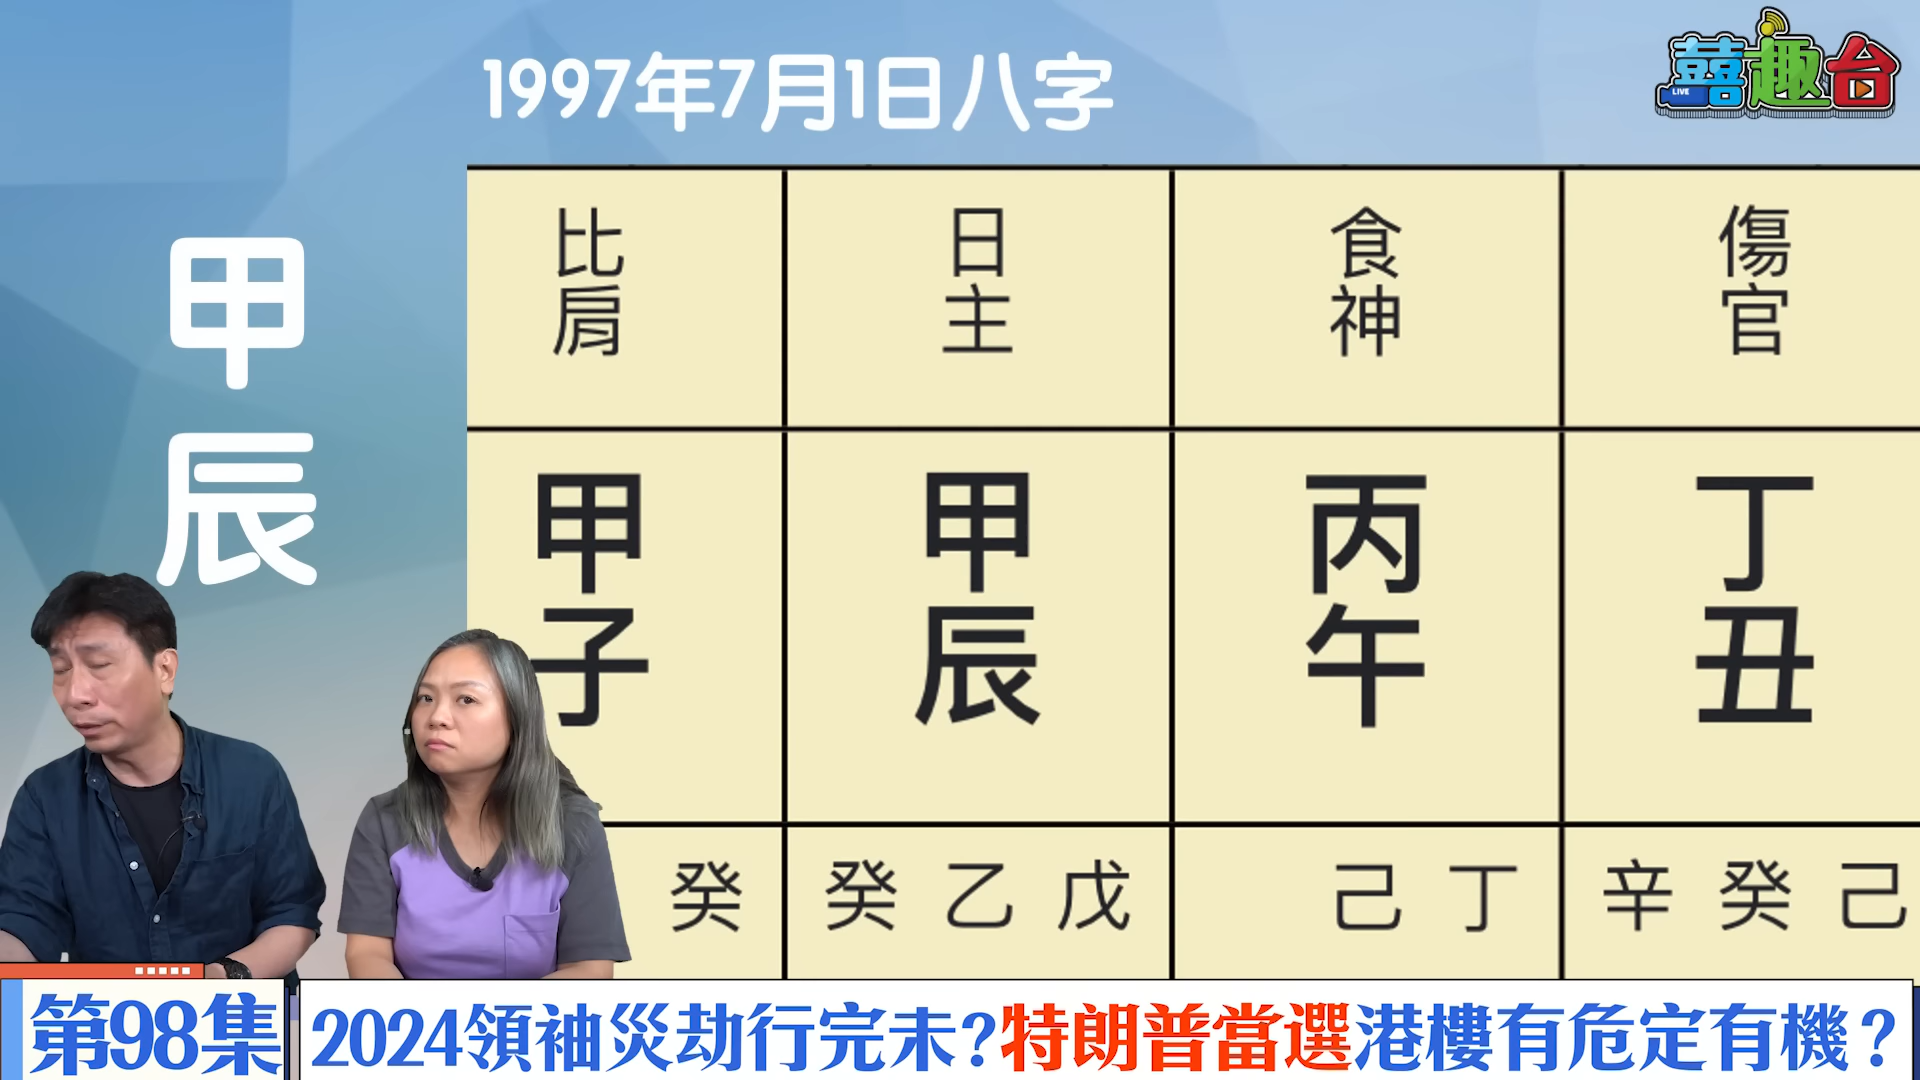 1997年7月1日八字
LIVE
囍趣台
甲
辰
比肩
日主
食神
傷官
甲子
甲辰
丙午
丁丑
癸
癸 乙 戊
己 丁
辛 癸 己
第98集
2024領袖災劫行完未?特朗普當選港樓有危定有機？